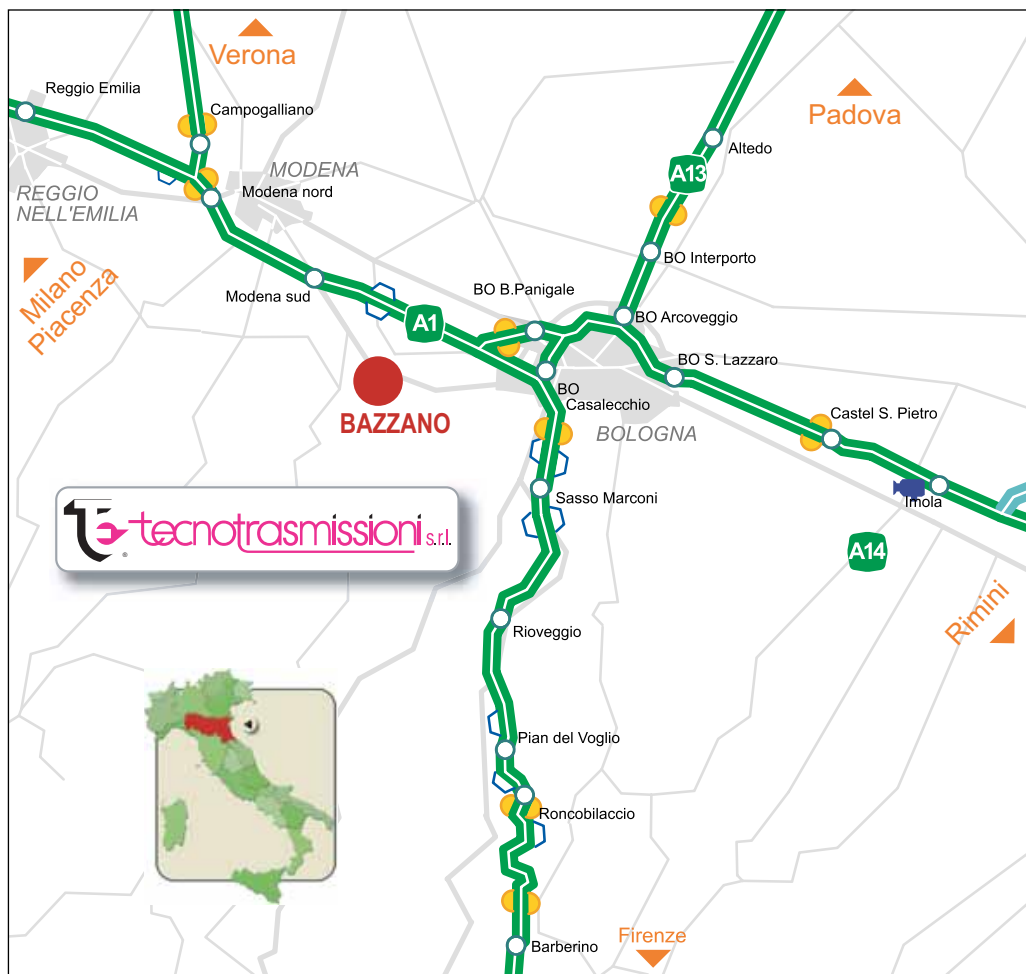 Verona
Reggio Emilia
Campogalliano
Padova
Altedo
MODENA
A13
REGGIO
NELL'EMILIA
Modena nord
BO Interporto
Milano
Piacenza
Modena sud
BO B.Panigale
A1
BO Arcoveggio
BO S. Lazzaro
BO
Casalecchio
BAZZANO
Castel S. Pietro
BOLOGNA
Sasso Marconi
Imola
te
®
tecnotrasmissioni s.r.l.
A14
Rimini
Rioveggio
Pian del Voglio
Roncobilaccio
Firenze
Barberino